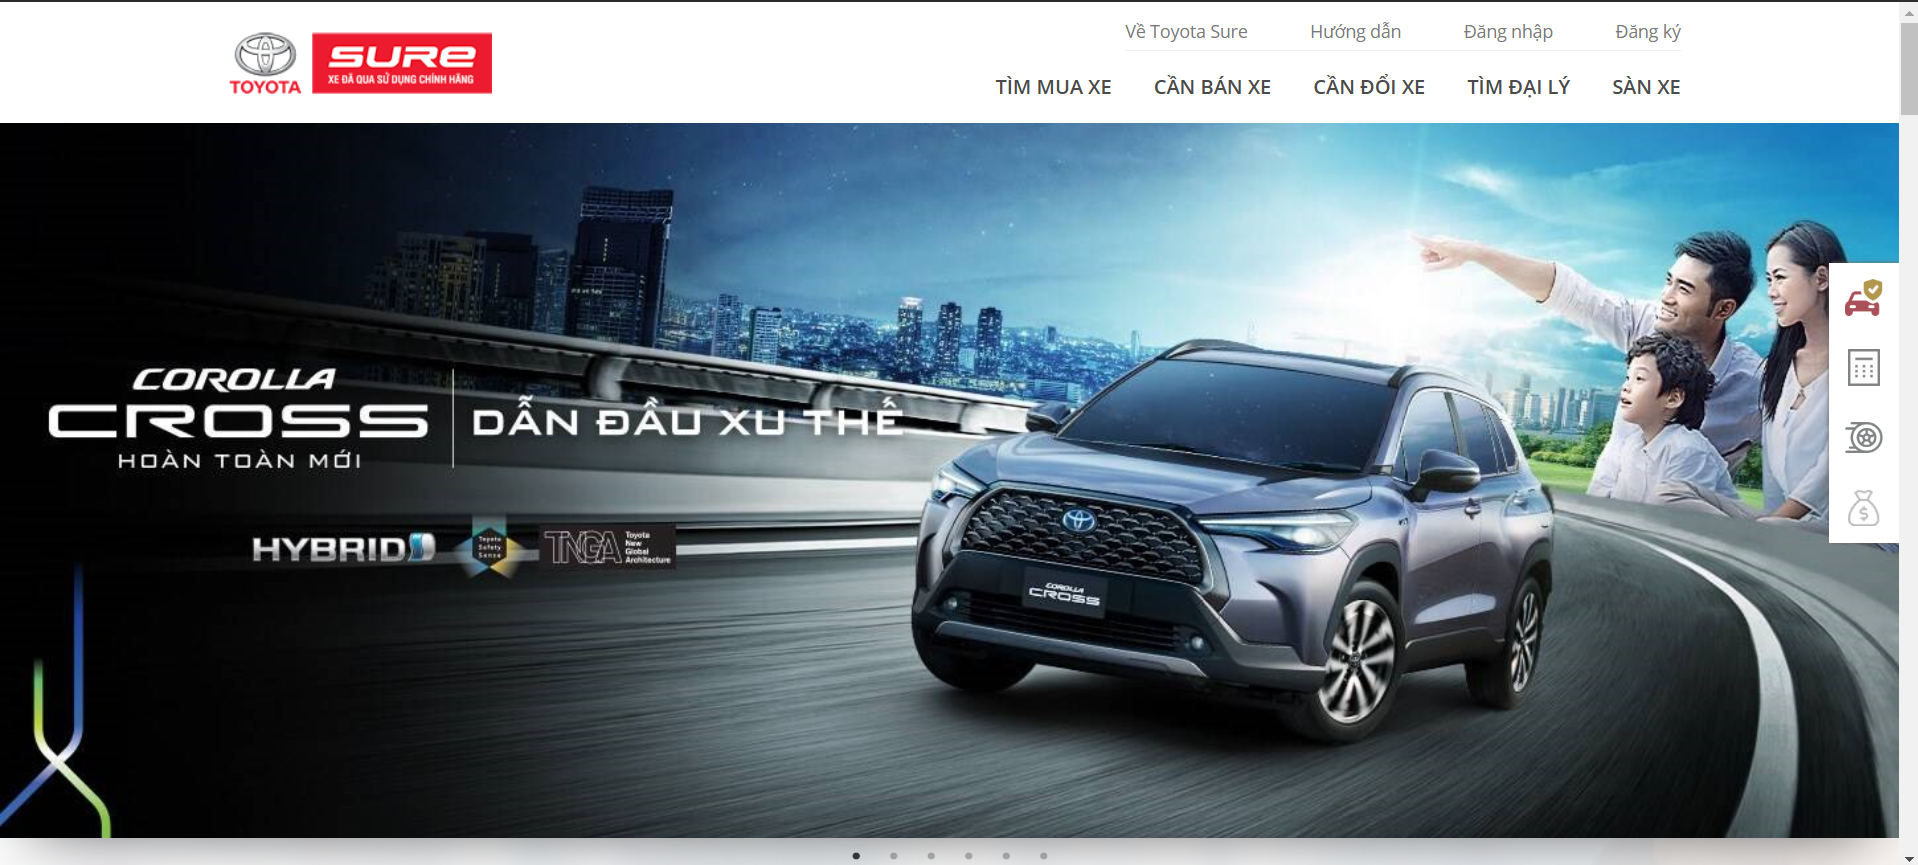 Về Toyota Sure Hướng dẫn Đăng nhập Đăng ký
TOYOTA
SURE
XE ĐÃ QUA SỬ DỤNG CHÍNH HÃNG
TÌM MUA XE CẦN BÁN XE CẦN ĐỔI XE TÌM ĐẠI LÝ SÀN XE
COROLLA
CROSS
HOÀN TOÀN MỚI
DẪN ĐẦU XU THẾ
HYBRID
Toyota
Safety
Sense
TNGA
Toyota
New
Global
Architecture
COROLLA
CROSS